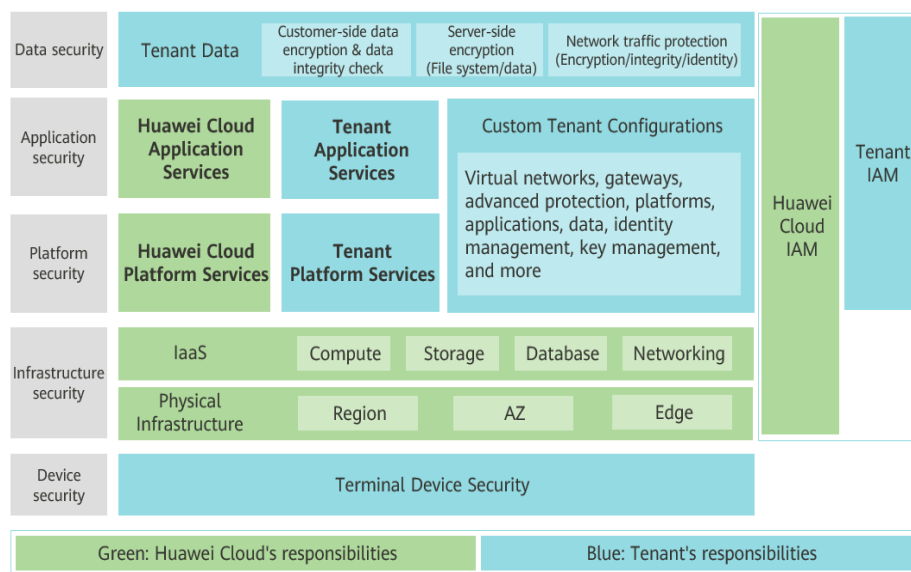 Data security
Tenant Data
Customer-side data
encryption & data
integrity check
Server-side
encryption
(File system/data)
Network traffic protection
(Encryption/integrity/identity)
Application
security
Huawei Cloud
Application
Services
Tenant
Application
Services
Custom Tenant Configurations
Virtual networks, gateways,
advanced protection, platforms,
applications, data, identity
management, key management,
and more
Platform
security
Huawei Cloud
Platform Services
Tenant
Platform Services
Huawei
Cloud
IAM
Tenant
IAM
Infrastructure
security
IaaS
Compute
Storage
Database
Networking
Physical
Infrastructure
Region
AZ
Edge
Device
security
Terminal Device Security
Green: Huawei Cloud's responsibilities
Blue: Tenant's responsibilities